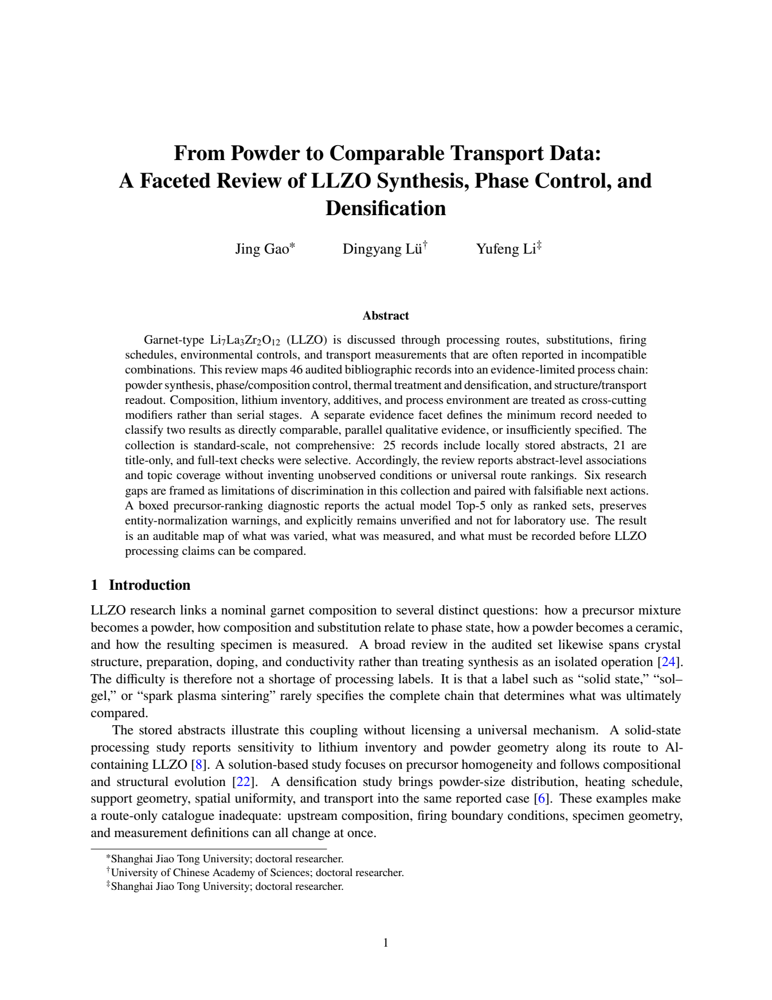 From Powder to Comparable Transport Data:
A Faceted Review of LLZO Synthesis, Phase Control, and
Densification
Jing Gao* Dingyang Lü† Yufeng Li‡
Abstract
Garnet-type Li₇La₃Zr₂O₁₂ (LLZO) is discussed through processing routes, substitutions, firing
schedules, environmental controls, and transport measurements that are often reported in incompatible
combinations. This review maps 46 audited bibliographic records into an evidence-limited process chain:
powder synthesis, phase/composition control, thermal treatment and densification, and structure/transport
readout. Composition, lithium inventory, additives, and process environment are treated as cross-cutting
modifiers rather than serial stages. A separate evidence facet defines the minimum record needed to
classify two results as directly comparable, parallel qualitative evidence, or insufficiently specified. The
collection is standard-scale, not comprehensive: 25 records include locally stored abstracts, 21 are
title-only, and full-text checks were selective. Accordingly, the review reports abstract-level associations
and topic coverage without inventing unobserved conditions or universal route rankings. Six research
gaps are framed as limitations of discrimination in this collection and paired with falsifiable next actions.
A boxed precursor-ranking diagnostic reports the actual model Top-5 only as ranked sets, preserves
entity-normalization warnings, and explicitly remains unverified and not for laboratory use. The result
is an auditable map of what was varied, what was measured, and what must be recorded before LLZO
processing claims can be compared.
1 Introduction
LLZO research links a nominal garnet composition to several distinct questions: how a precursor mixture
becomes a powder, how composition and substitution relate to phase state, how a powder becomes a ceramic,
and how the resulting specimen is measured. A broad review in the audited set likewise spans crystal
structure, preparation, doping, and conductivity rather than treating synthesis as an isolated operation [24].
The difficulty is therefore not a shortage of processing labels. It is that a label such as “solid state,” “sol–
gel,” or “spark plasma sintering” rarely specifies the complete chain that determines what was ultimately
compared.
The stored abstracts illustrate this coupling without licensing a universal mechanism. A solid-state
processing study reports sensitivity to lithium inventory and powder geometry along its route to Al-
containing LLZO [8]. A solution-based study focuses on precursor homogeneity and follows compositional
and structural evolution [22]. A densification study brings powder-size distribution, heating schedule,
support geometry, spatial uniformity, and transport into the same reported case [6]. These examples make
a route-only catalogue inadequate: upstream composition, firing boundary conditions, specimen geometry,
and measurement definitions can all change at once.
*Shanghai Jiao Tong University; doctoral researcher.
†University of Chinese Academy of Sciences; doctoral researcher.
‡Shanghai Jiao Tong University; doctoral researcher.
1